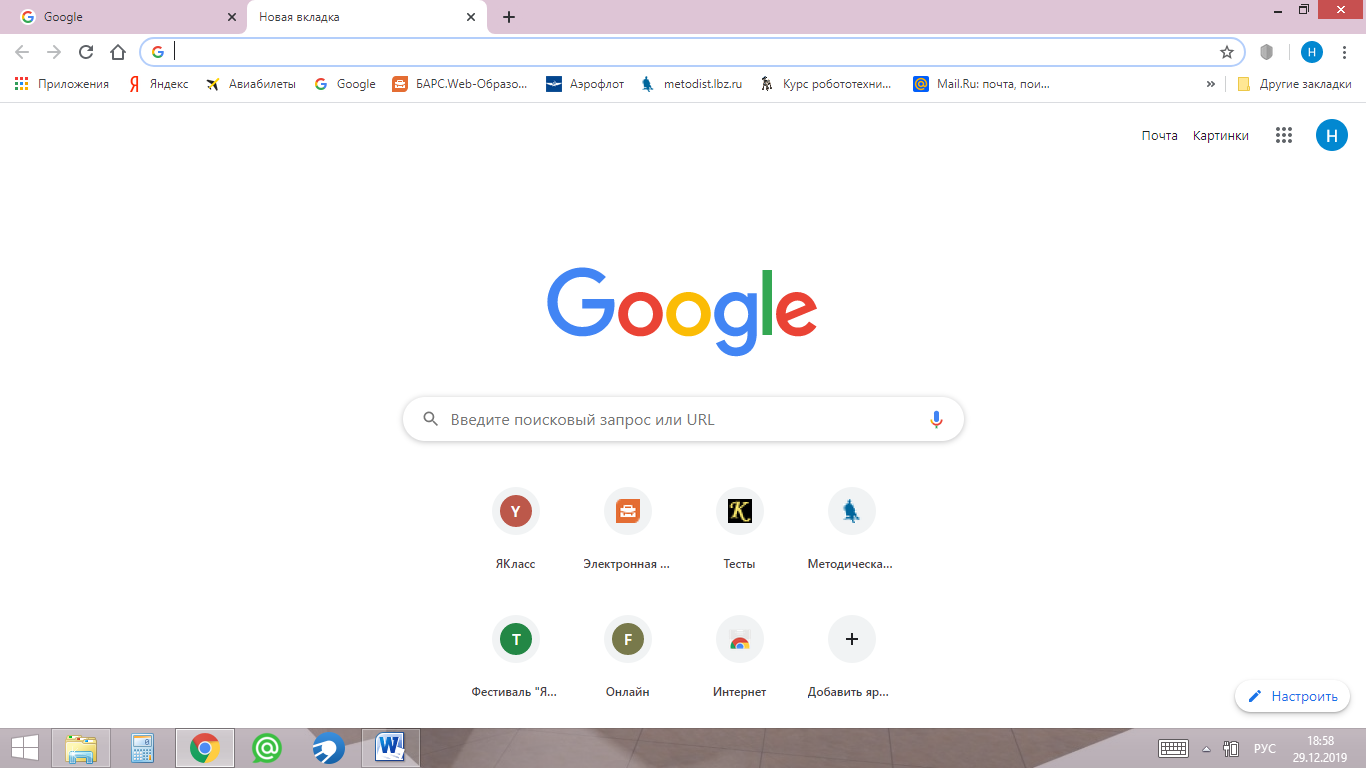 Google
Новая вкладка
Н
Приложения
Яндекс
Авиабилеты
Google
БАРС.Web-Образо...
Аэрофлот
metodist.lbz.ru
Курс робототехни...
Mail.Ru: почта, пои...
»
Другие закладки
Почта
Картинки
Н
Google
Введите поисковый запрос или URL
Y
K
ЯКласс
Электронная ...
Тесты
Методическа...
T
F
Фестиваль "Я...
Онлайн
Интернет
Добавить яр...
Настроить
РУС
18:58
29.12.2019